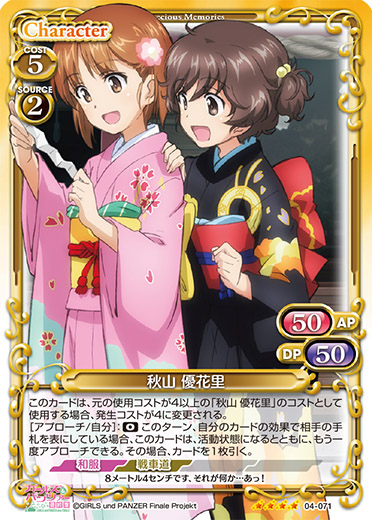 Precious Memories
Character
COST
5
SOURCE
2
50 AP
DP 50
秋山 優花里
このカードは、元の使用コストが4以上の「秋山 優花里」のコストとして
使用する場合、発生コストが4に変更される。
[アプローチ/自分]: このターン、自分のカードの効果で相手の手
札を表にしている場合、このカードは、活動状態になるとともに、もう一
度アプローチできる。その場合、カードを1枚引く。
和服 戦車道
8メートル4センチです、それが何か…あっ!
©GIRLS und PANZER Finale Projekt
04-071